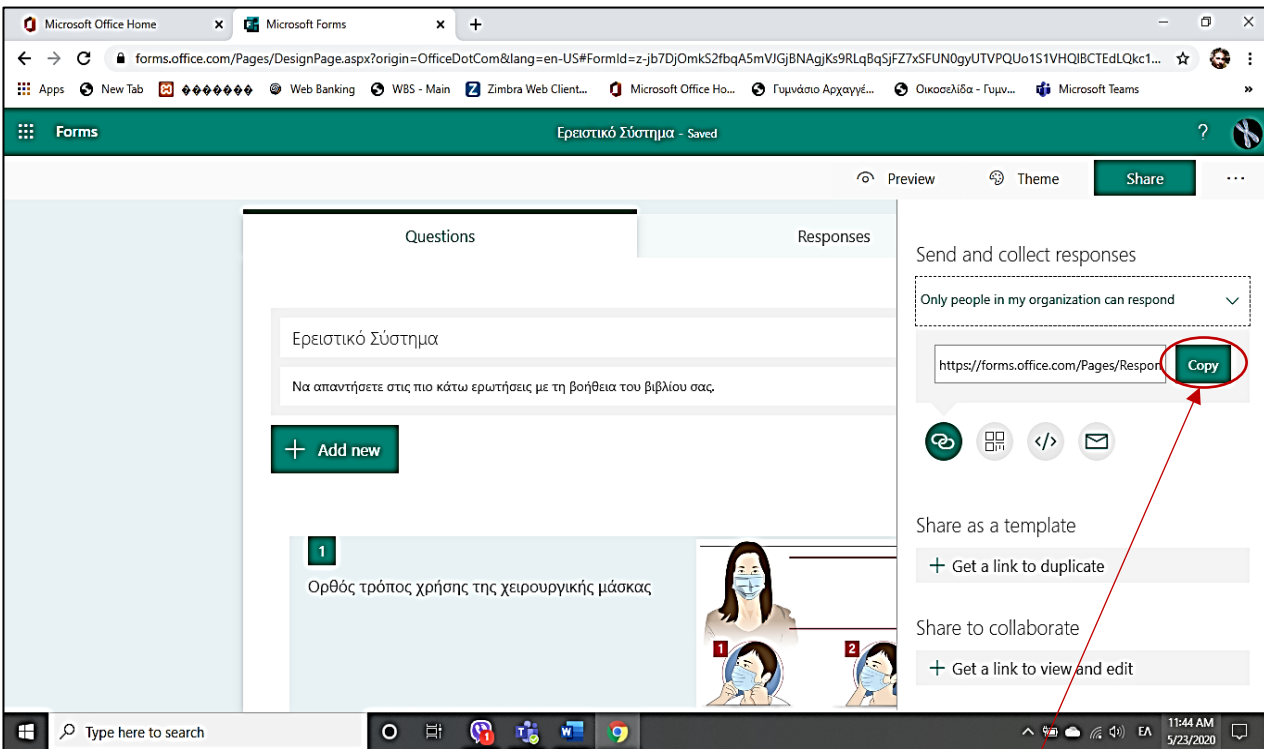 Microsoft Office Home
Microsoft Forms
forms.office.com/Pages/DesignPage.aspx?origin=OfficeDotCom&lang=en-US#FormId=z-jb7DjOmkS2fbqA5mVJGjBNAgjKs9RLqBqSjFZ7xSFUN0gyUTVPQUo1S1VHQlBCTEdLQkc1...
Apps New Tab ������� Web Banking WBS - Main Zimbra Web Client... Microsoft Office Ho... Γυμνάσιο Αρχαγγέ... Οικοσελίδα - Γυμν... Microsoft Teams »
Forms
Ερειστικό Σύστημα - Saved
?
Preview Theme Share ...
Questions Responses
Ερειστικό Σύστημα
Να απαντήσετε στις πιο κάτω ερωτήσεις με τη βοήθεια του βιβλίου σας.
+ Add new
1
Ορθός τρόπος χρήσης της χειρουργικής μάσκας
1 2
Send and collect responses
Only people in my organization can respond
https://forms.office.com/Pages/Respon Copy
Share as a template
+ Get a link to duplicate
Share to collaborate
+ Get a link to view and edit
Type here to search
ΕΛ
11:44 AM
5/23/2020